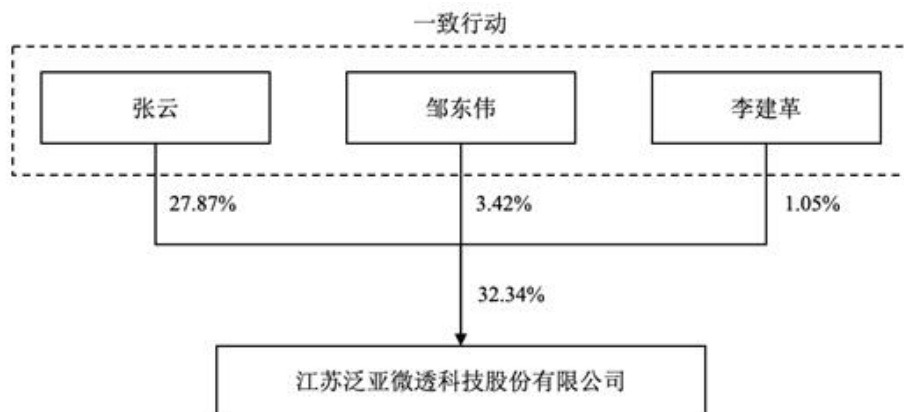 一致行动
张云
邹东伟
李建革
27.87%
3.42%
1.05%
32.34%
江苏泛亚微透科技股份有限公司